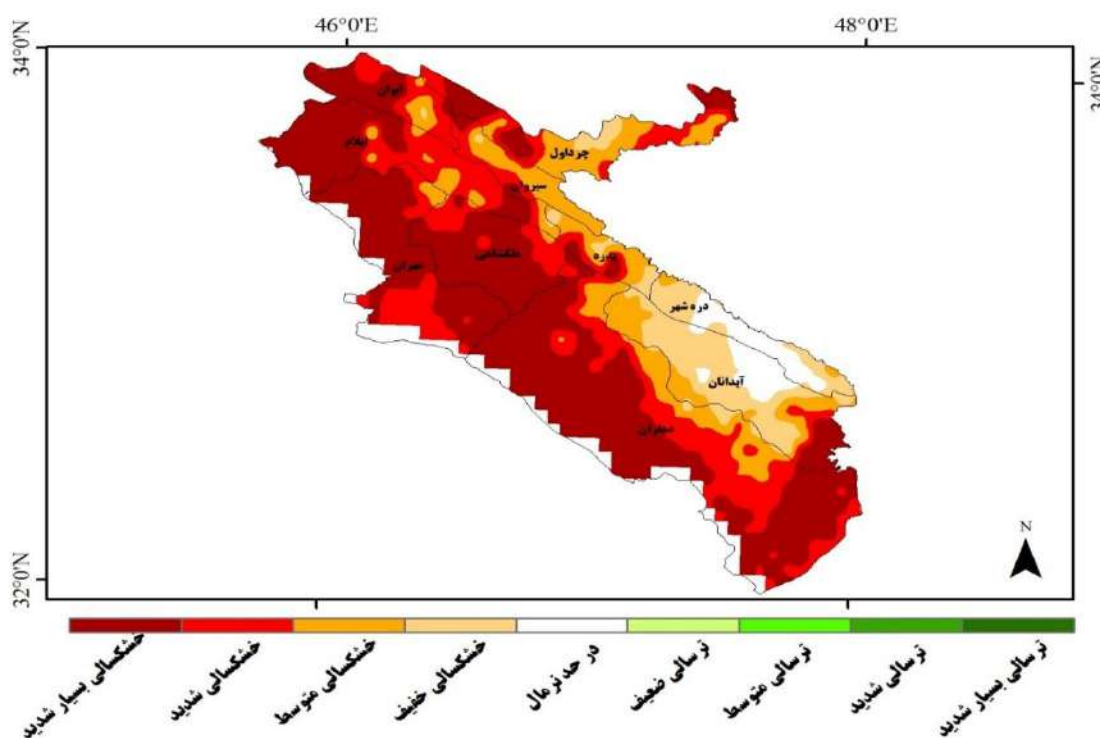 46°0'E 48°0'E
34°0'N 34°0'N
ایوان
ایلام
چرداول
سیروان
ملکشاهی
بدره
مهران
دره شهر
آبدانان
دهلران
N
32°0'N
خشکسالی بسیار شدید خشکسالی شدید خشکسالی متوسط خشکسالی خفیف در حد نرمال ترسالی ضعیف ترسالی متوسط ترسالی شدید ترسالی بسیار شدید